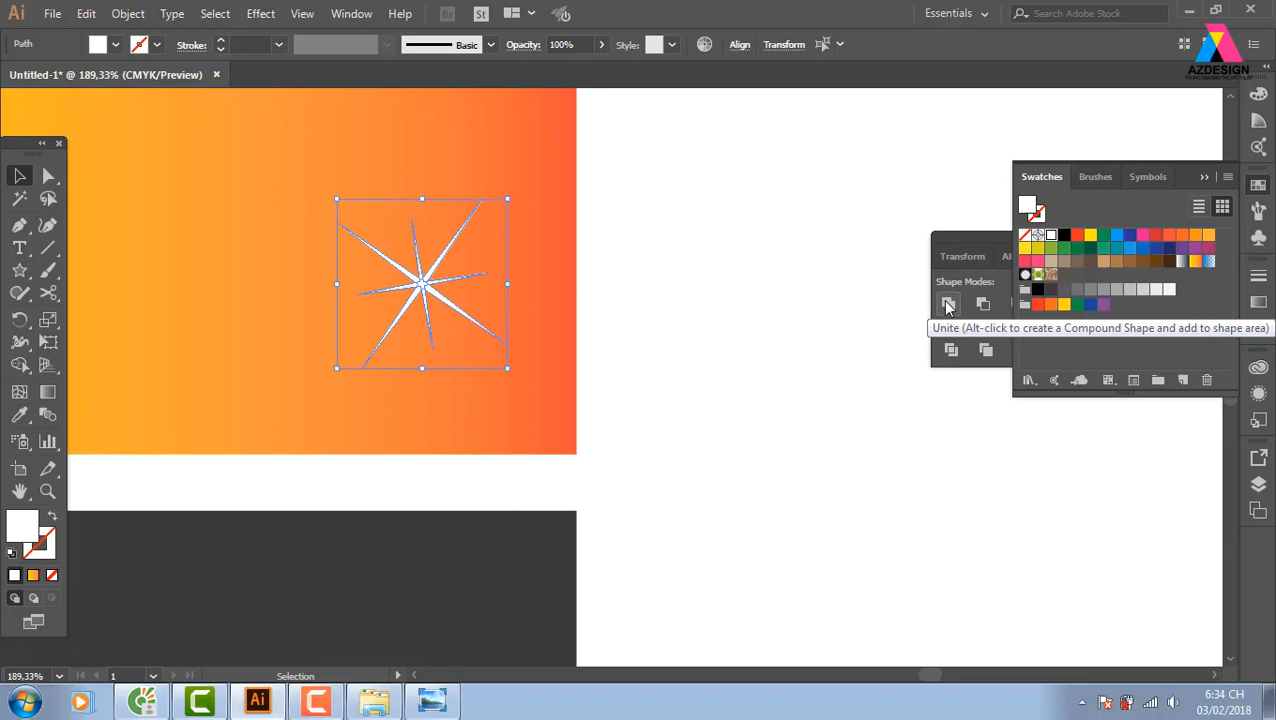 Ai File Edit Object Type Select Effect View Window Help Br St Essentials Search Adobe Stock
Path Stroke: Basic Opacity: 100% Style: Align Transform
AZDESIGN
Untitled-1* @ 189,33% (CMYK/Preview)
Swatches Brushes Symbols
Transform
Shape Modes:
Unite (Alt-click to create a Compound Shape and add to shape area)
189,33% 1 Selection
Ai
6:34 CH
03/02/2018